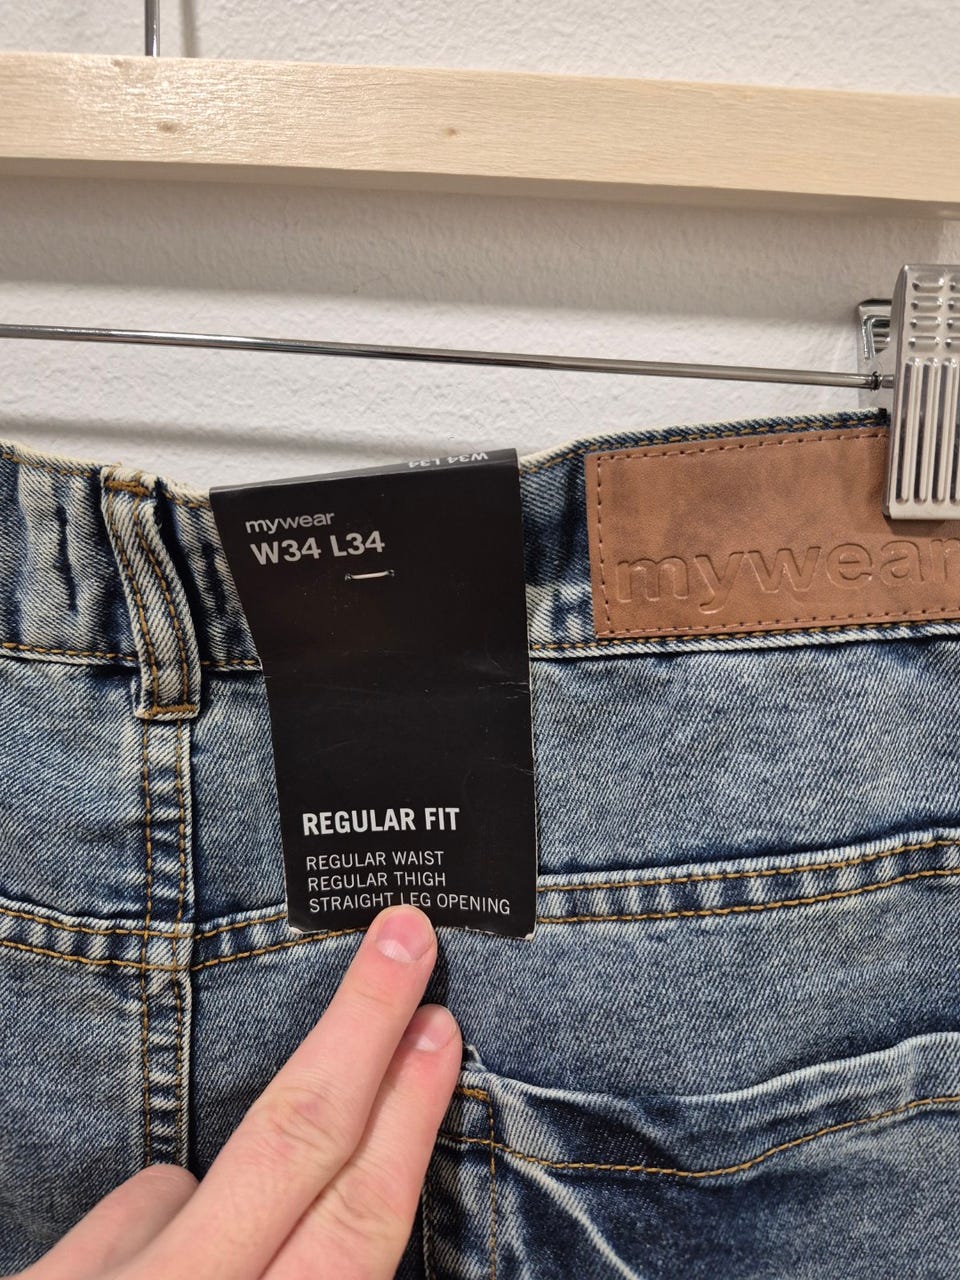 W34 L34
mywear
W34 L34
mywear
REGULAR FIT
REGULAR WAIST
REGULAR THIGH
STRAIGHT LEG OPENING